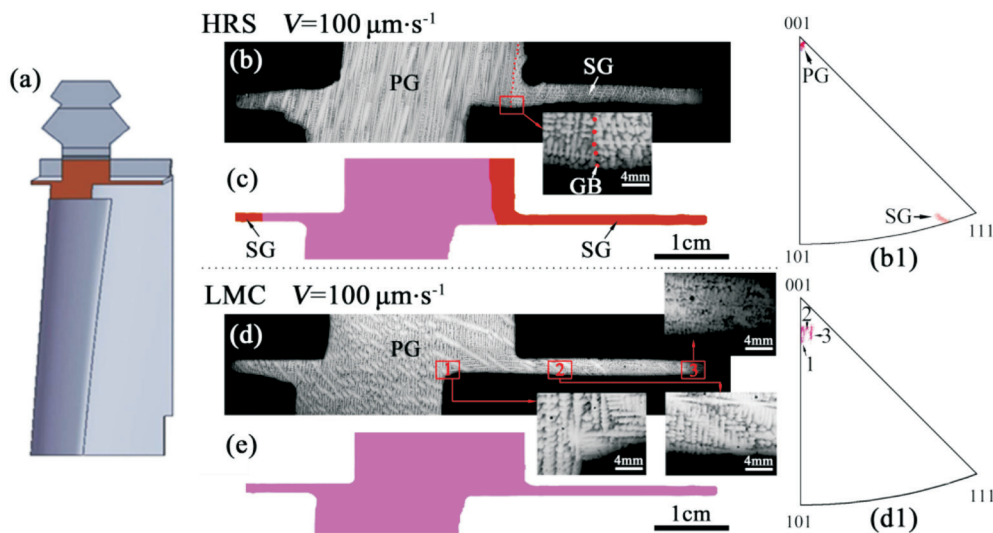 HRS V=100 μm·s⁻¹
(a)
(b)
PG
SG
GB
4mm
(c)
SG
SG
1cm
001
PG
SG
101
111
(b1)
LMC V=100 μm·s⁻¹
(d)
PG
1
2
3
4mm
4mm
4mm
(e)
1cm
001
2
3
1
101
111
(d1)